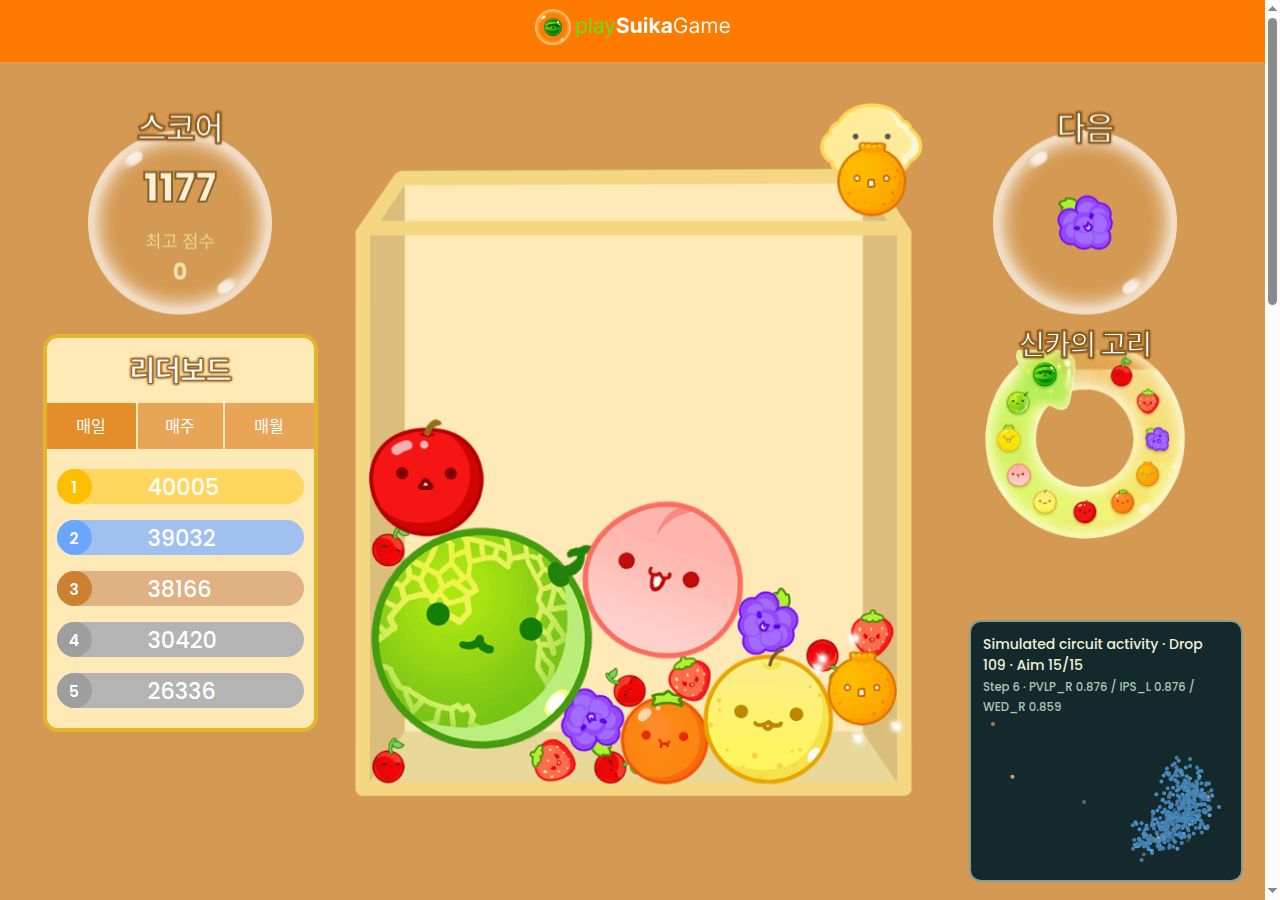 playSuikaGame
스코어
1177
최고 점수
0
다음
신카의 고리
리더보드
매일
매주
매월
1
40005
2
39032
3
38166
4
30420
5
26336
Simulated circuit activity · Drop
109 · Aim 15/15
Step 6 · PVLP_R 0.876 / IPS_L 0.876 /
WED_R 0.859